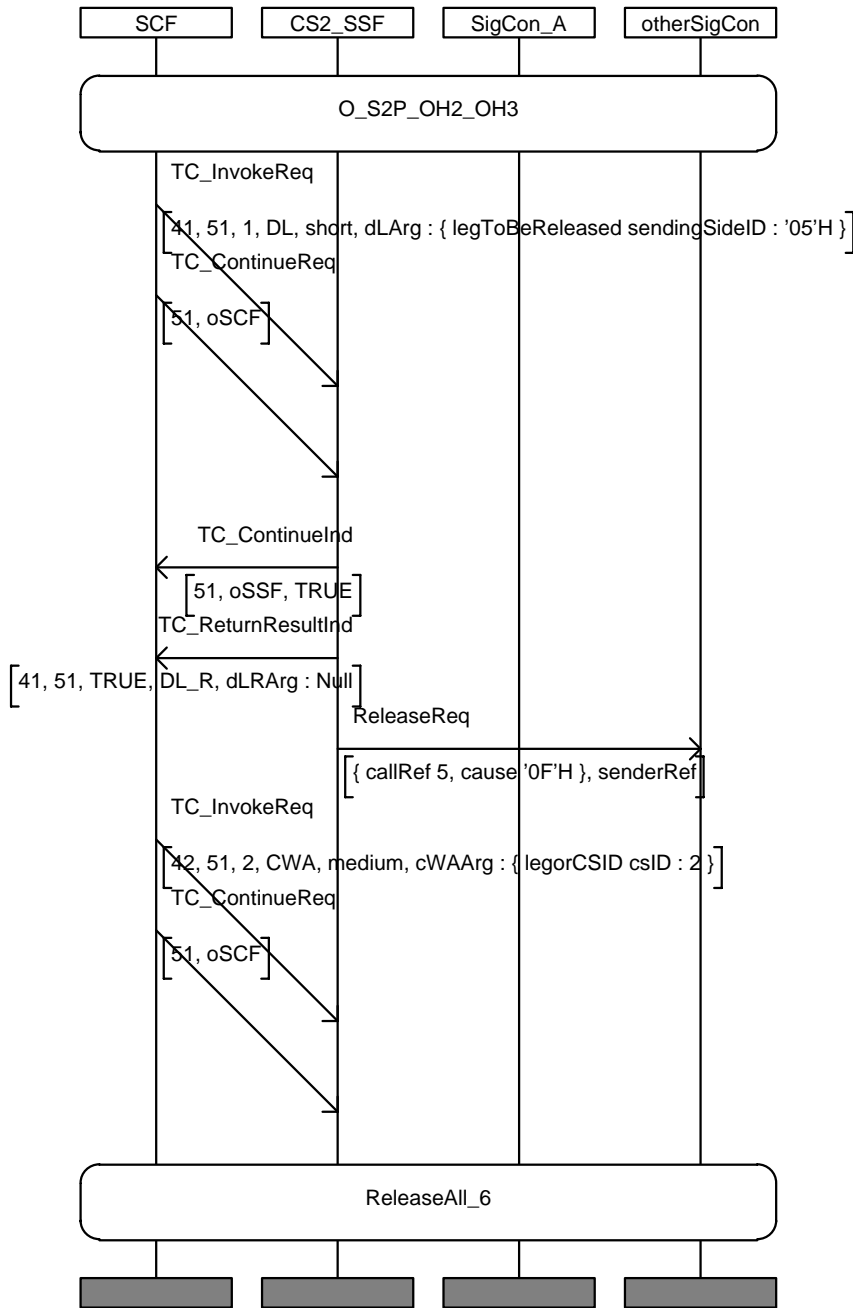 SCF CS2_SSF SigCon_A otherSigCon
O_S2P_OH2_OH3
TC_InvokeReq
41, 51, 1, DL, short, dLArg : { legToBeReleased sendingSideID : '05'H }
TC_ContinueReq
51, oSCF
TC_ContinueInd
51, oSSF, TRUE
TC_ReturnResultInd
41, 51, TRUE, DL_R, dLRArg : Null
ReleaseReq
{ callRef 5, cause '0F'H }, senderRef
TC_InvokeReq
42, 51, 2, CWA, medium, cWAArg : { legorCSID csID : 2 }
TC_ContinueReq
51, oSCF
ReleaseAll_6